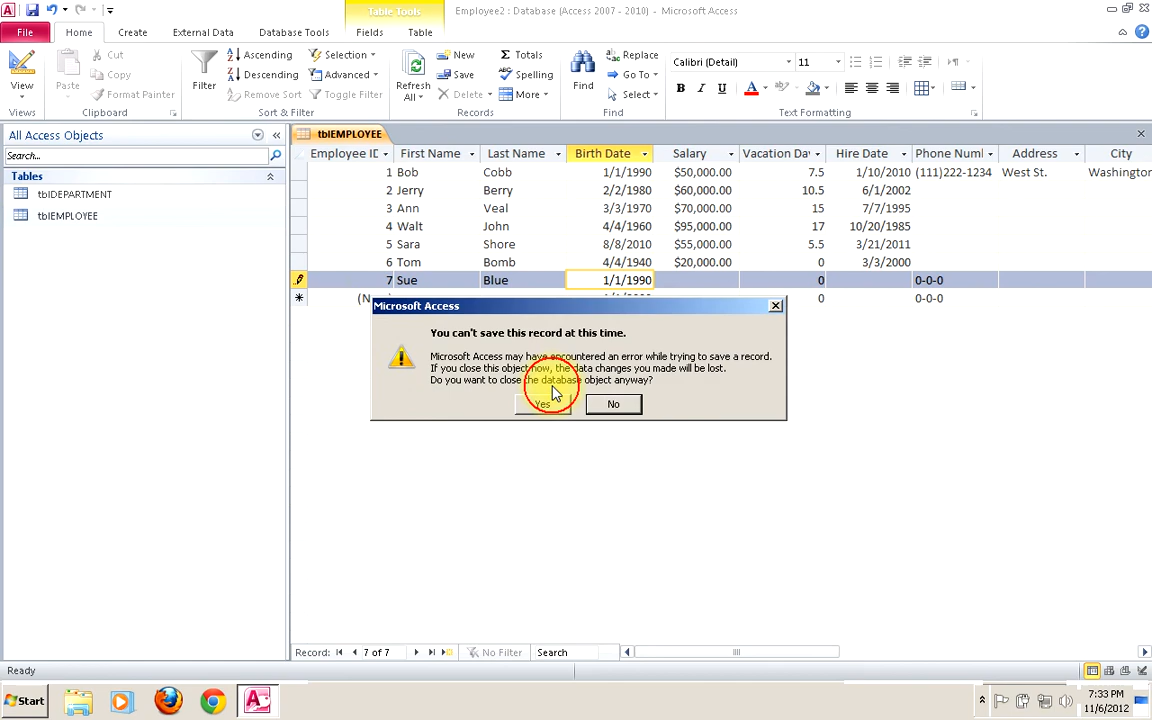 Table Tools
Employee2 : Database (Access 2007 - 2010) - Microsoft Access
File Home Create External Data Database Tools Fields Table
View
Views
Paste
Cut
Copy
Format Painter
Clipboard
Filter
Ascending
Descending
Remove Sort
Selection
Advanced
Toggle Filter
Sort & Filter
Refresh
All
New
Save
Delete
Totals
Spelling
More
Records
Find
Replace
Go To
Select
Find
Calibri (Detail) 11
B I U A
Text Formatting
All Access Objects
Search...
Tables
tblDEPARTMENT
tblEMPLOYEE
tblEMPLOYEE
Employee ID First Name Last Name Birth Date Salary Vacation Day Hire Date Phone Numl Address City
1 Bob Cobb 1/1/1990 $50,000.00 7.5 1/10/2010 (111)222-1234 West St. Washington
2 Jerry Berry 2/2/1980 $60,000.00 10.5 6/1/2002
3 Ann Veal 3/3/1970 $70,000.00 15 7/7/1995
4 Walt John 4/4/1960 $95,000.00 17 10/20/1985
5 Sara Shore 8/8/2010 $55,000.00 5.5 3/21/2011
6 Tom Bomb 4/4/1940 $20,000.00 0 3/3/2000
7 Sue Blue 1/1/1990 0 0-0-0
(N 0 0-0-0
Microsoft Access
You can't save this record at this time.
Microsoft Access may have encountered an error while trying to save a record.
If you close this object now, the data changes you made will be lost.
Do you want to close the database object anyway?
Yes No
Record: 7 of 7 No Filter Search
Ready
Start
7:33 PM
11/6/2012